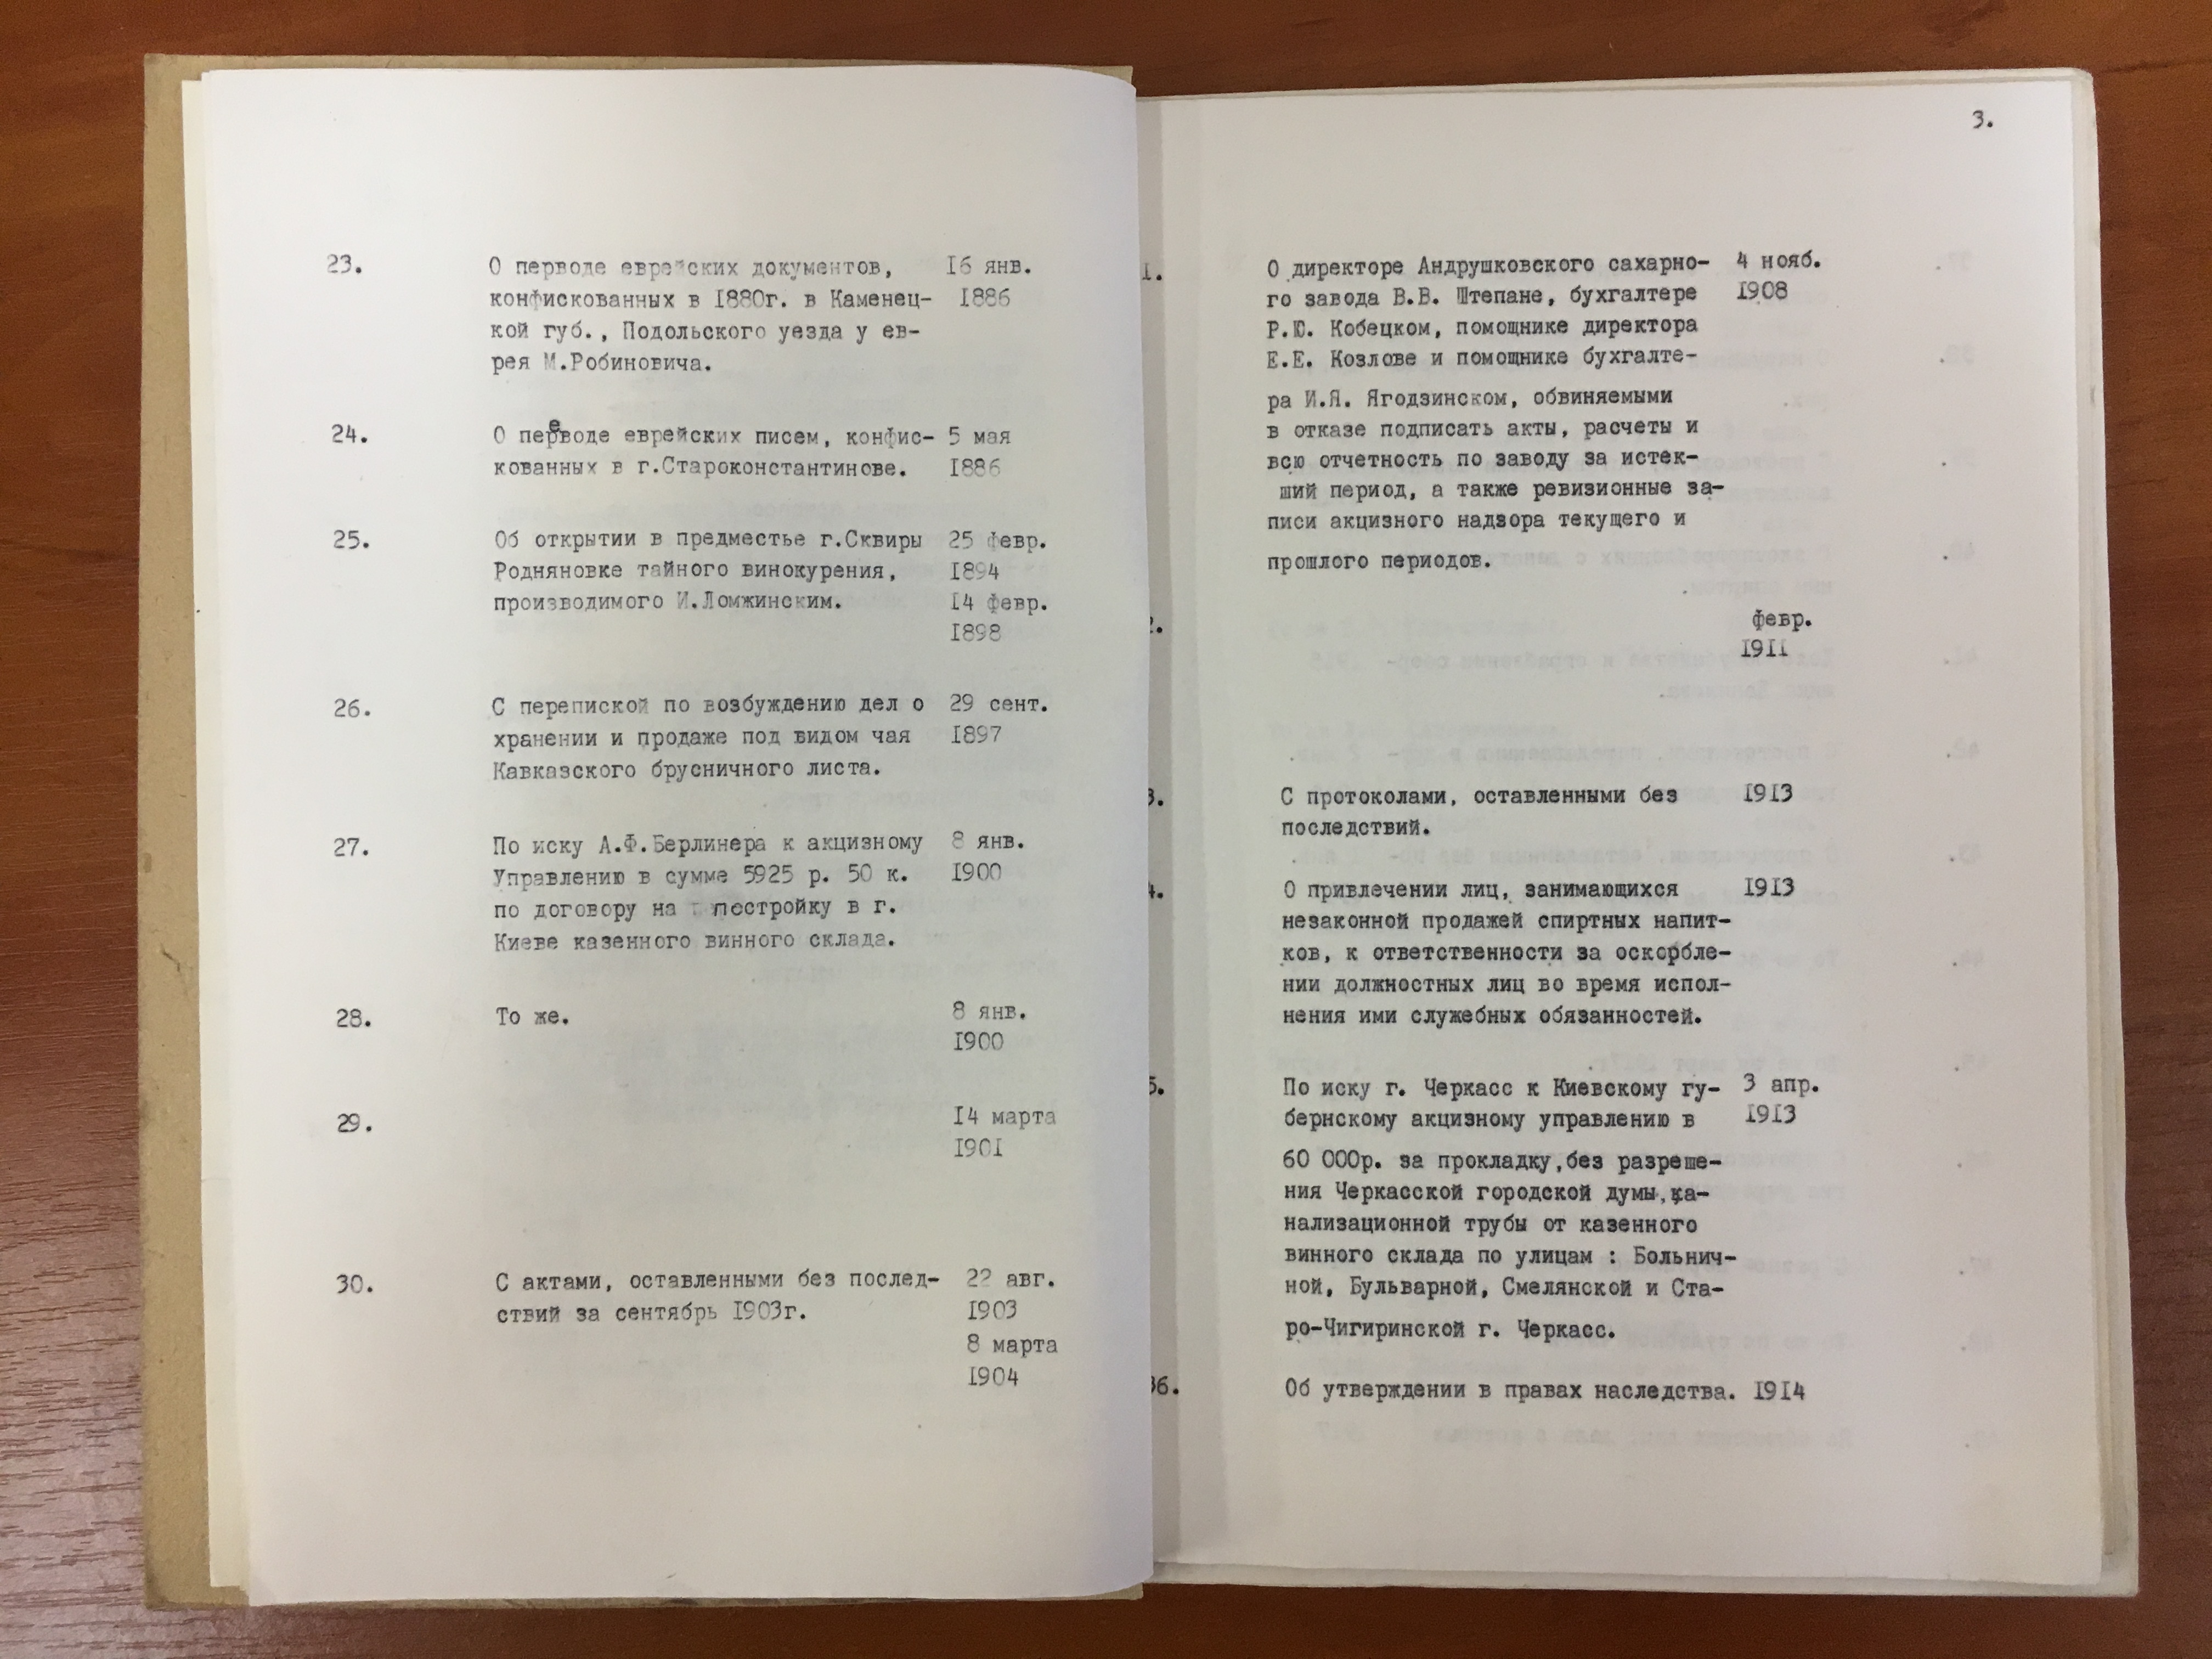 23. О перводе еврейских документов, 16 янв.
конфискованных в 1880г. в Каменец- 1886
кой губ., Подольского уезда у ев-
рея М.Робиновича.
24. О переводе еврейских писем, конфис- 5 мая
кованных в г.Староконстантинове. 1886
25. Об открытии в предместье г.Сквиры 25 февр.
Родняновке тайного винокурения, 1894
производимого И.Ломжинским. 14 февр.
1898
26. С перепиской по возбуждению дел о 29 сент.
хранении и продаже под видом чая 1897
Кавказского брусничного листа.
27. По иску А.Ф.Берлинера к акцизному 8 янв.
Управлению в сумме 5925 р. 50 к. 1900
по договору на постройку в г.
Киеве казенного винного склада.
28. То же. 8 янв.
1900
29. 14 марта
1901
30. С актами, оставленными без послед- 22 авг.
ствий за сентябрь 1903г. 1903
8 марта
1904
3.
1. О директоре Андрушковского сахарно- 4 нояб.
го завода В.В. Штепане, бухгалтере 1908
Р.Ю. Кобецком, помощнике директора
Е.Е. Козлове и помощнике бухгалте-
ра И.Я. Ягодзинском, обвиняемыми
в отказе подписать акты, расчеты и
всю отчетность по заводу за истек-
ший период, а также ревизионные за-
писи акцизного надзора текущего и
прошлого периодов.
2. февр.
1911
3. С протоколами, оставленными без 1913
последствий.
4. О привлечении лиц, занимающихся 1913
незаконной продажей спиртных напит-
ков, к ответственности за оскорбле-
нии должностных лиц во время испол-
нения ими служебных обязанностей.
5. По иску г. Черкасс к Киевскому гу- 3 апр.
бернскому акцизному управлению в 1913
60 000р. за прокладку,без разреше-
ния Черкасской городской думы,ка-
нализационной трубы от казенного
винного склада по улицам : Больнич-
ной, Бульварной, Смелянской и Ста-
ро-Чигиринской г. Черкасс.
36. Об утверждении в правах наследства. 1914